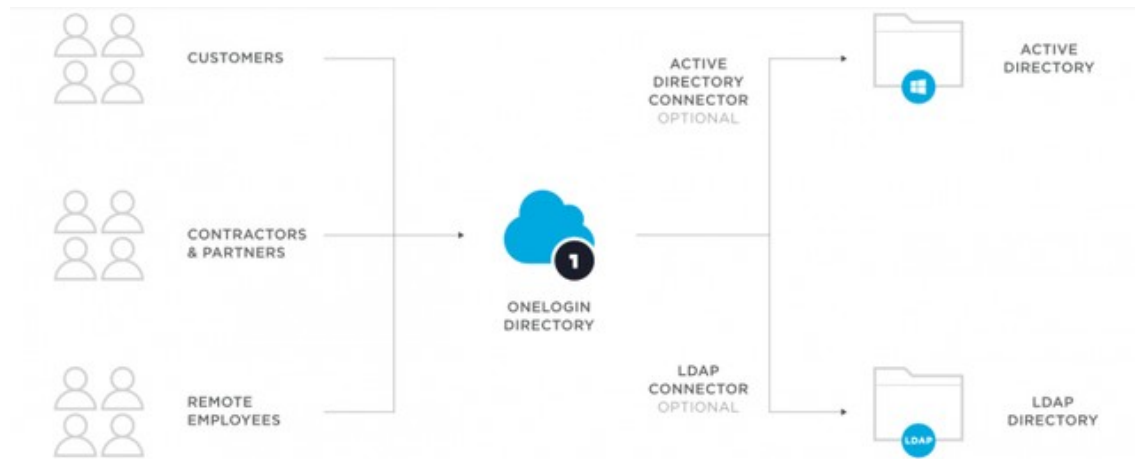 CUSTOMERS
CONTRACTORS
& PARTNERS
REMOTE
EMPLOYEES
1
ONELOGIN
DIRECTORY
ACTIVE
DIRECTORY
CONNECTOR
OPTIONAL
LDAP
CONNECTOR
OPTIONAL
ACTIVE
DIRECTORY
LDAP
DIRECTORY
LDAP